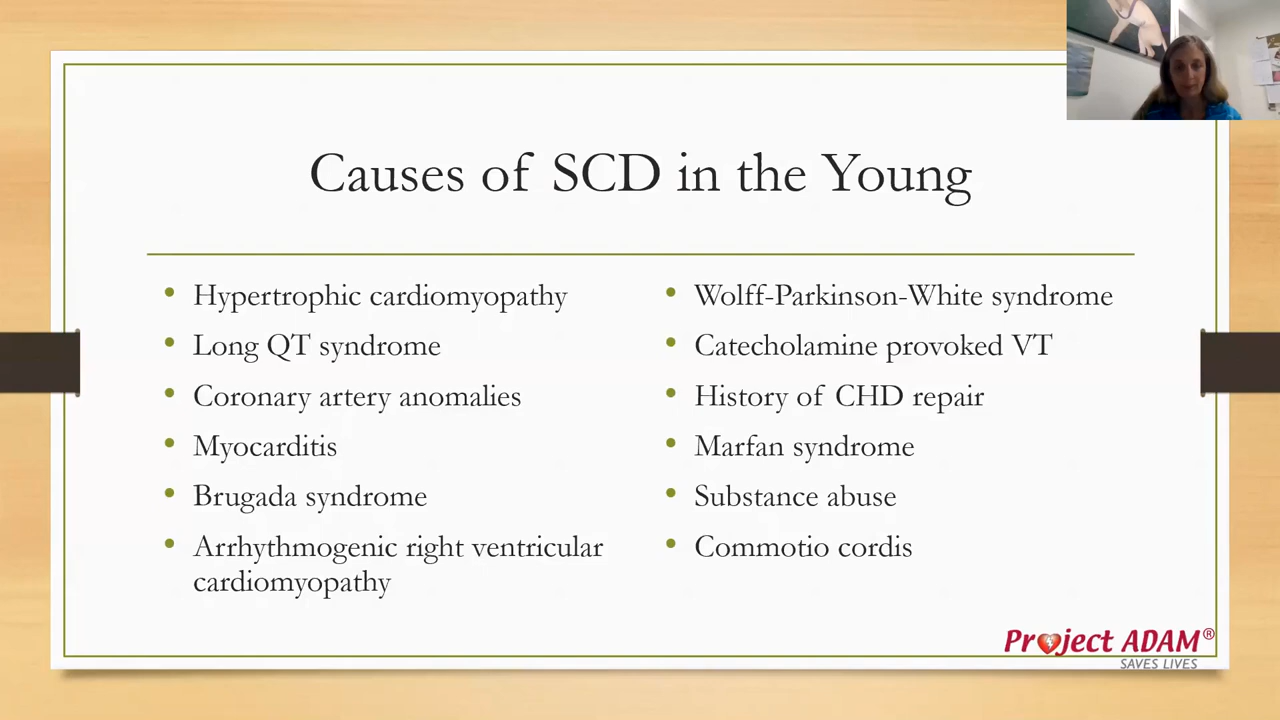 Causes of SCD in the Young
• Hypertrophic cardiomyopathy
• Long QT syndrome
• Coronary artery anomalies
• Myocarditis
• Brugada syndrome
• Arrhythmogenic right ventricular
cardiomyopathy
• Wolff-Parkinson-White syndrome
• Catecholamine provoked VT
• History of CHD repair
• Marfan syndrome
• Substance abuse
• Commotio cordis
Project ADAM®
SAVES LIVES